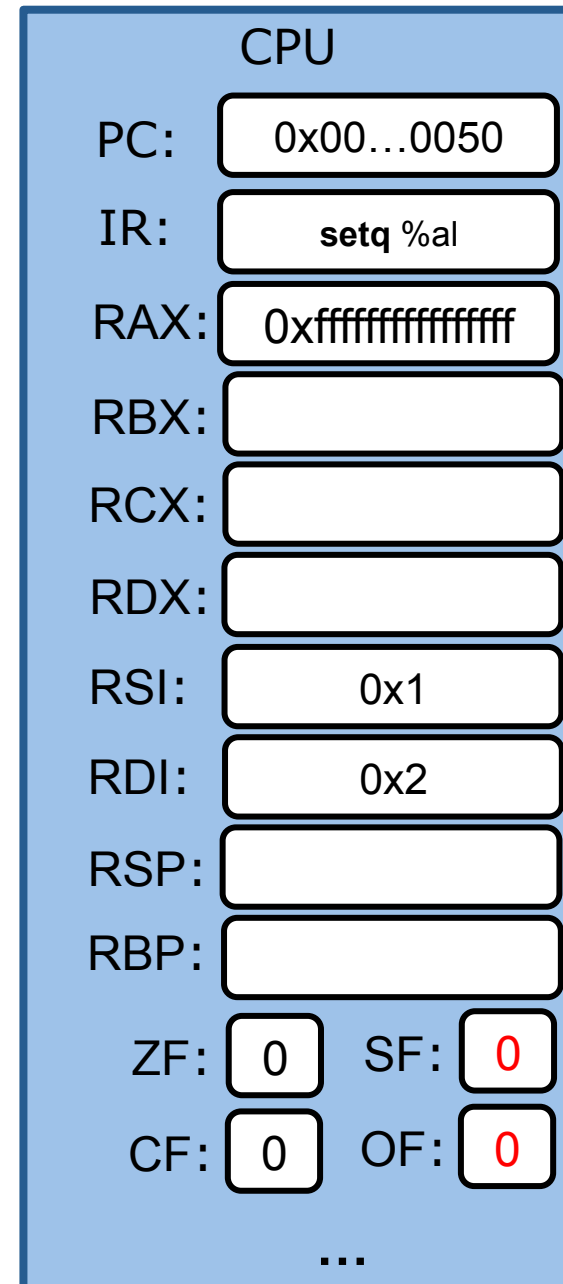 CPU
PC: 0x00...0050
IR: setq %al
RAX: 0xffffffffffffffff
RBX:
RCX:
RDX:
RSI: 0x1
RDI: 0x2
RSP:
RBP:
ZF: 0 SF: 0
CF: 0 OF: 0
...